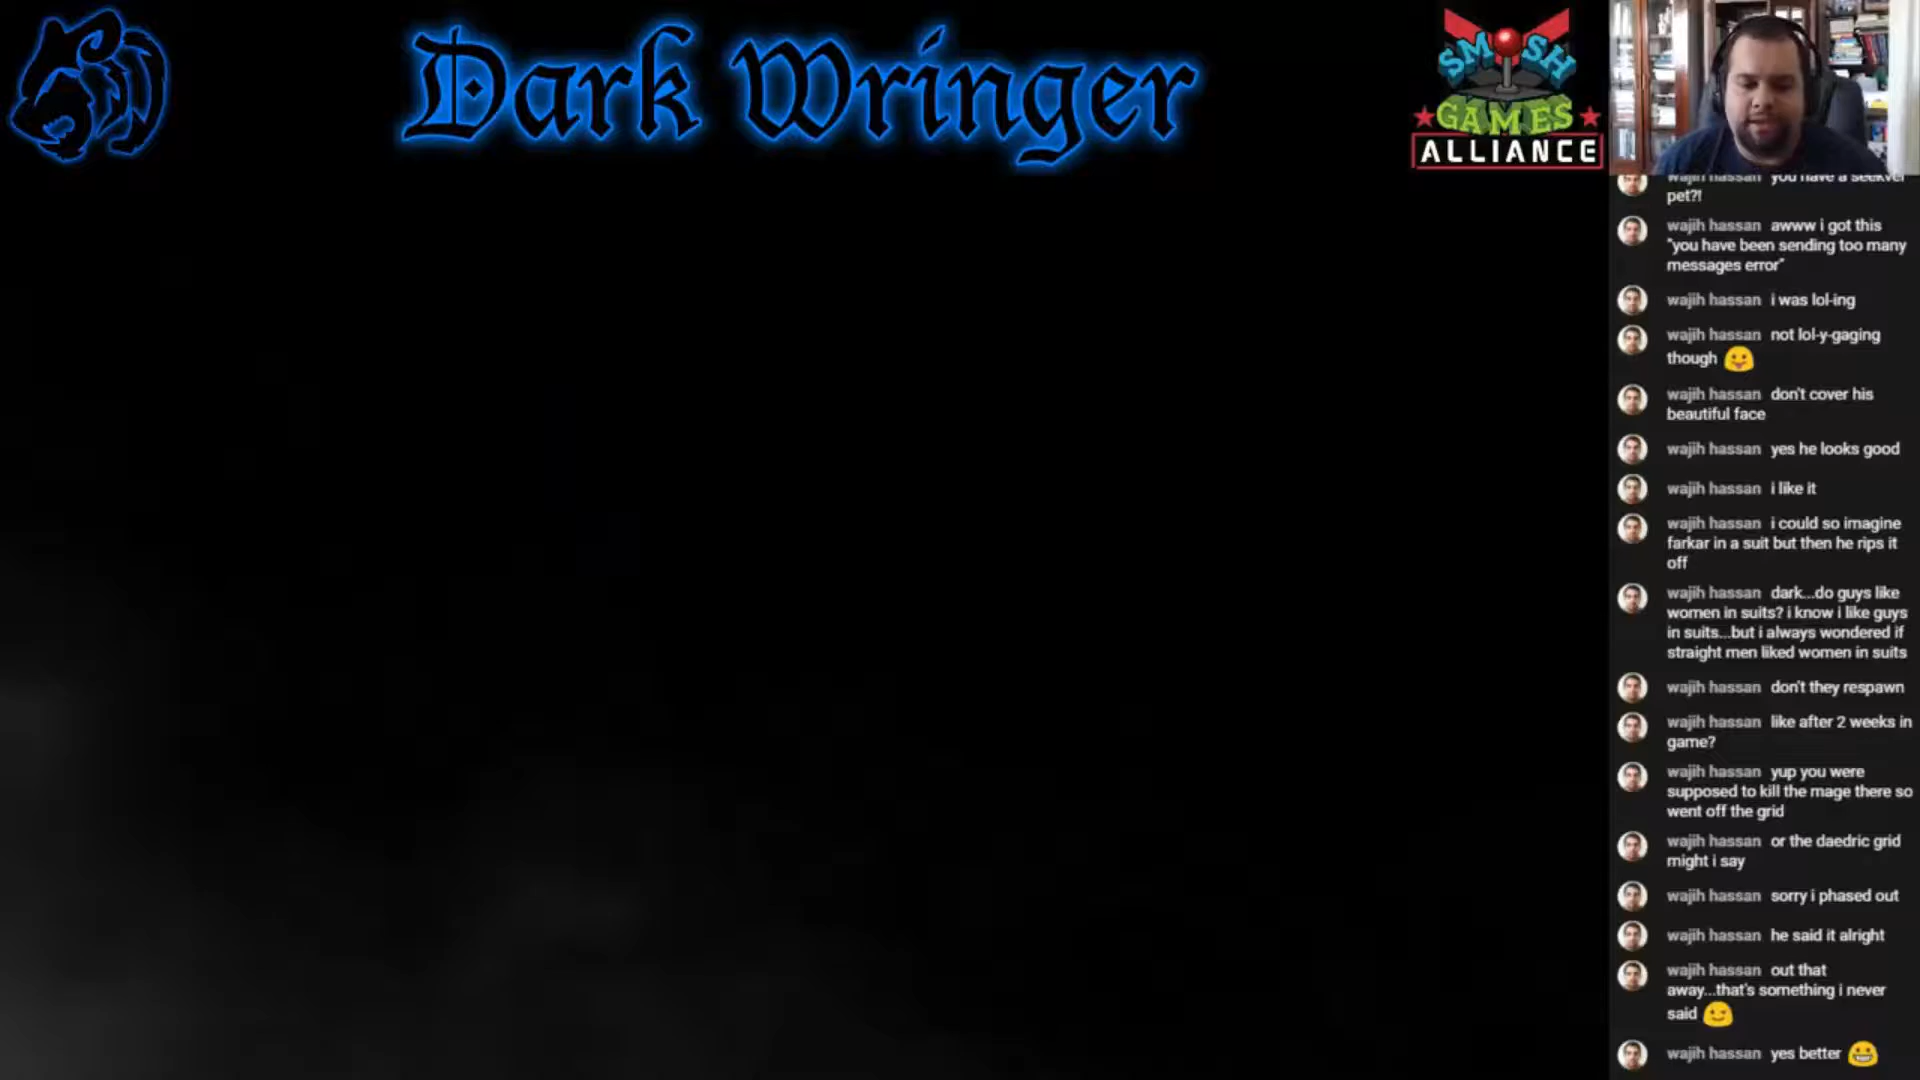 Dark Wringer
SMOSH
GAMES
ALLIANCE
wajih hassan you have a seekver
pet?!
wajih hassan awww i got this
"you have been sending too many
messages error"
wajih hassan i was lol-ing
wajih hassan not lol-y-gaging
though
wajih hassan don't cover his
beautiful face
wajih hassan yes he looks good
wajih hassan i like it
wajih hassan i could so imagine
farkar in a suit but then he rips it
off
wajih hassan dark...do guys like
women in suits? i know i like guys
in suits...but i always wondered if
straight men liked women in suits
wajih hassan don't they respawn
wajih hassan like after 2 weeks in
game?
wajih hassan yup you were
supposed to kill the mage there so
went off the grid
wajih hassan or the daedric grid
might i say
wajih hassan sorry i phased out
wajih hassan he said it alright
wajih hassan out that
away...that's something i never
said
wajih hassan yes better